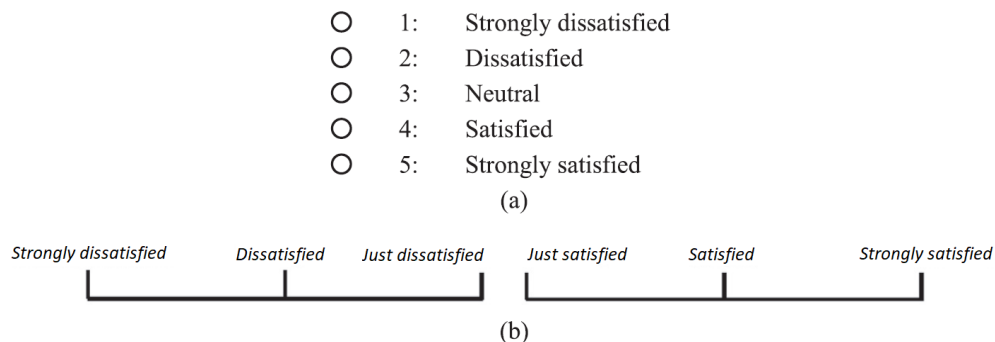 1: Strongly dissatisfied
2: Dissatisfied
3: Neutral
4: Satisfied
5: Strongly satisfied
(a)
Strongly dissatisfied Dissatisfied Just dissatisfied Just satisfied Satisfied Strongly satisfied
(b)